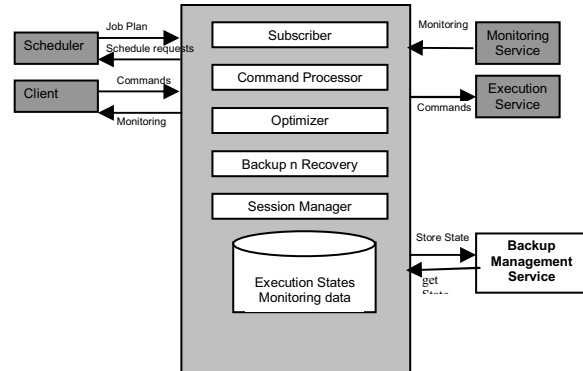 Job Plan
Scheduler
Schedule requests
Commands
Client
Monitoring
Subscriber
Command Processor
Optimizer
Backup n Recovery
Session Manager
Execution States
Monitoring data
Monitoring
Monitoring
Service
Execution
Service
Commands
Store State
Backup
Management
Service
get
State